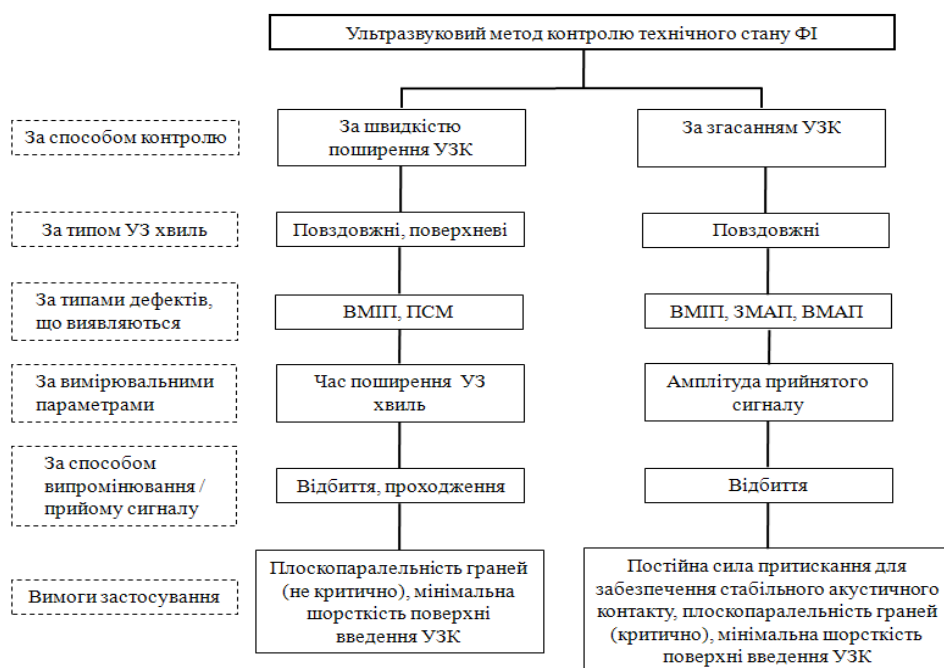 Ультразвуковий метод контролю технічного стану ФІ
За способом контролю
За швидкістю
поширення УЗК
За згасанням УЗК
За типом УЗ хвиль
Повздовжні, поверхневі
Повздовжні
За типами дефектів,
що виявляються
ВМІП, ПСМ
ВМІП, ЗМАП, ВМАП
За вимірювальними
параметрами
Час поширення УЗ
хвиль
Амплітуда прийнятого
сигналу
За способом
випромінювання /
прийому сигналу
Відбиття, проходження
Відбиття
Вимоги застосування
Плоскопаралельність граней
(не критично), мінімальна
шорсткість поверхні
введення УЗК
Постійна сила притискання для
забезпечення стабільного акустичного
контакту, плоскопаралельність граней
(критично), мінімальна шорсткість
поверхні введення УЗК